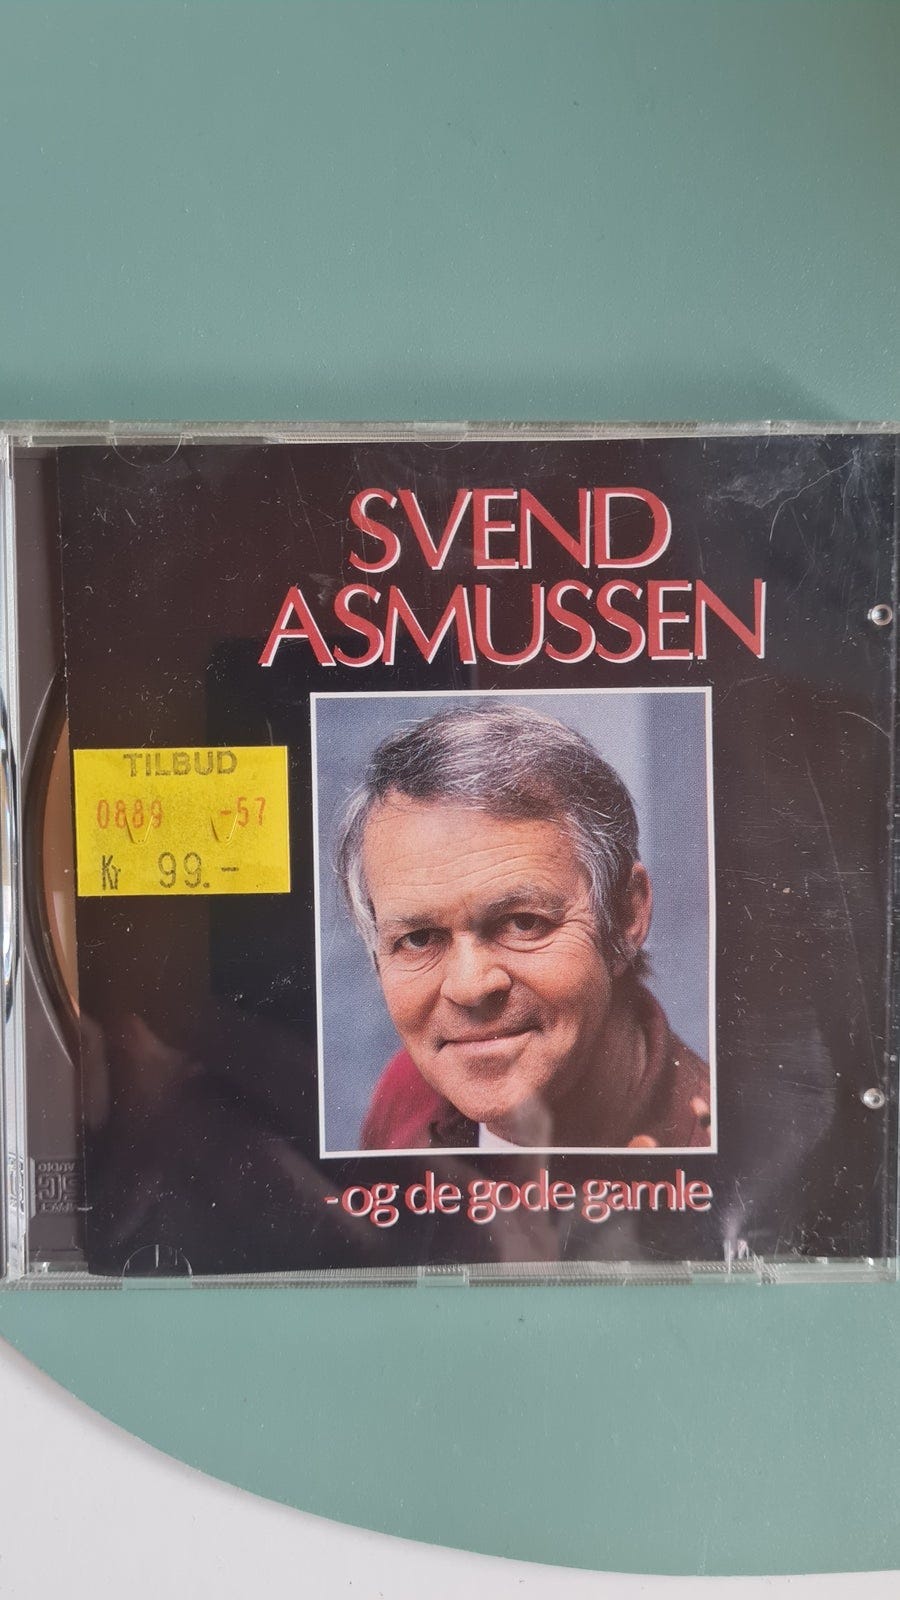 SVEND
ASMUSSEN
TILBUD
0889 -57
Kr 99.-
-og de gode gamle